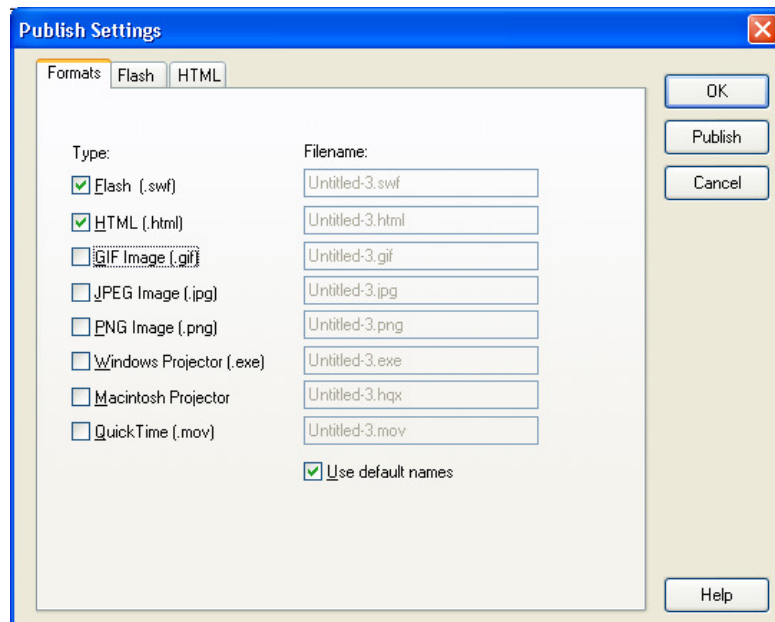 Publish Settings
Formats Flash HTML
OK
Publish
Cancel
Type: Filename:
Flash (.swf) Untitled-3.swf
HTML (.html) Untitled-3.html
GIF Image (.gif) Untitled-3.gif
JPEG Image (.jpg) Untitled-3.jpg
PNG Image (.png) Untitled-3.png
Windows Projector (.exe) Untitled-3.exe
Macintosh Projector Untitled-3.hqx
QuickTime (.mov) Untitled-3.mov
Use default names
Help